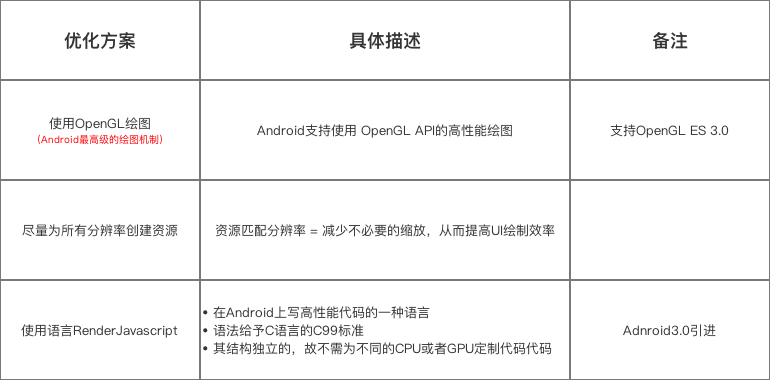 优化方案
具体描述
备注
使用OpenGL绘图
(Android最高级的绘图机制)
Android支持使用 OpenGL API的高性能绘图
支持OpenGL ES 3.0
尽量为所有分辨率创建资源
资源匹配分辨率 = 减少不必要的缩放，从而提高UI绘制效率
使用语言RenderJavascript
• 在Android上写高性能代码的一种语言
• 语法给予C语言的C99标准
• 其结构独立的，故不需为不同的CPU或者GPU定制代码代码
Adnroid3.0引进